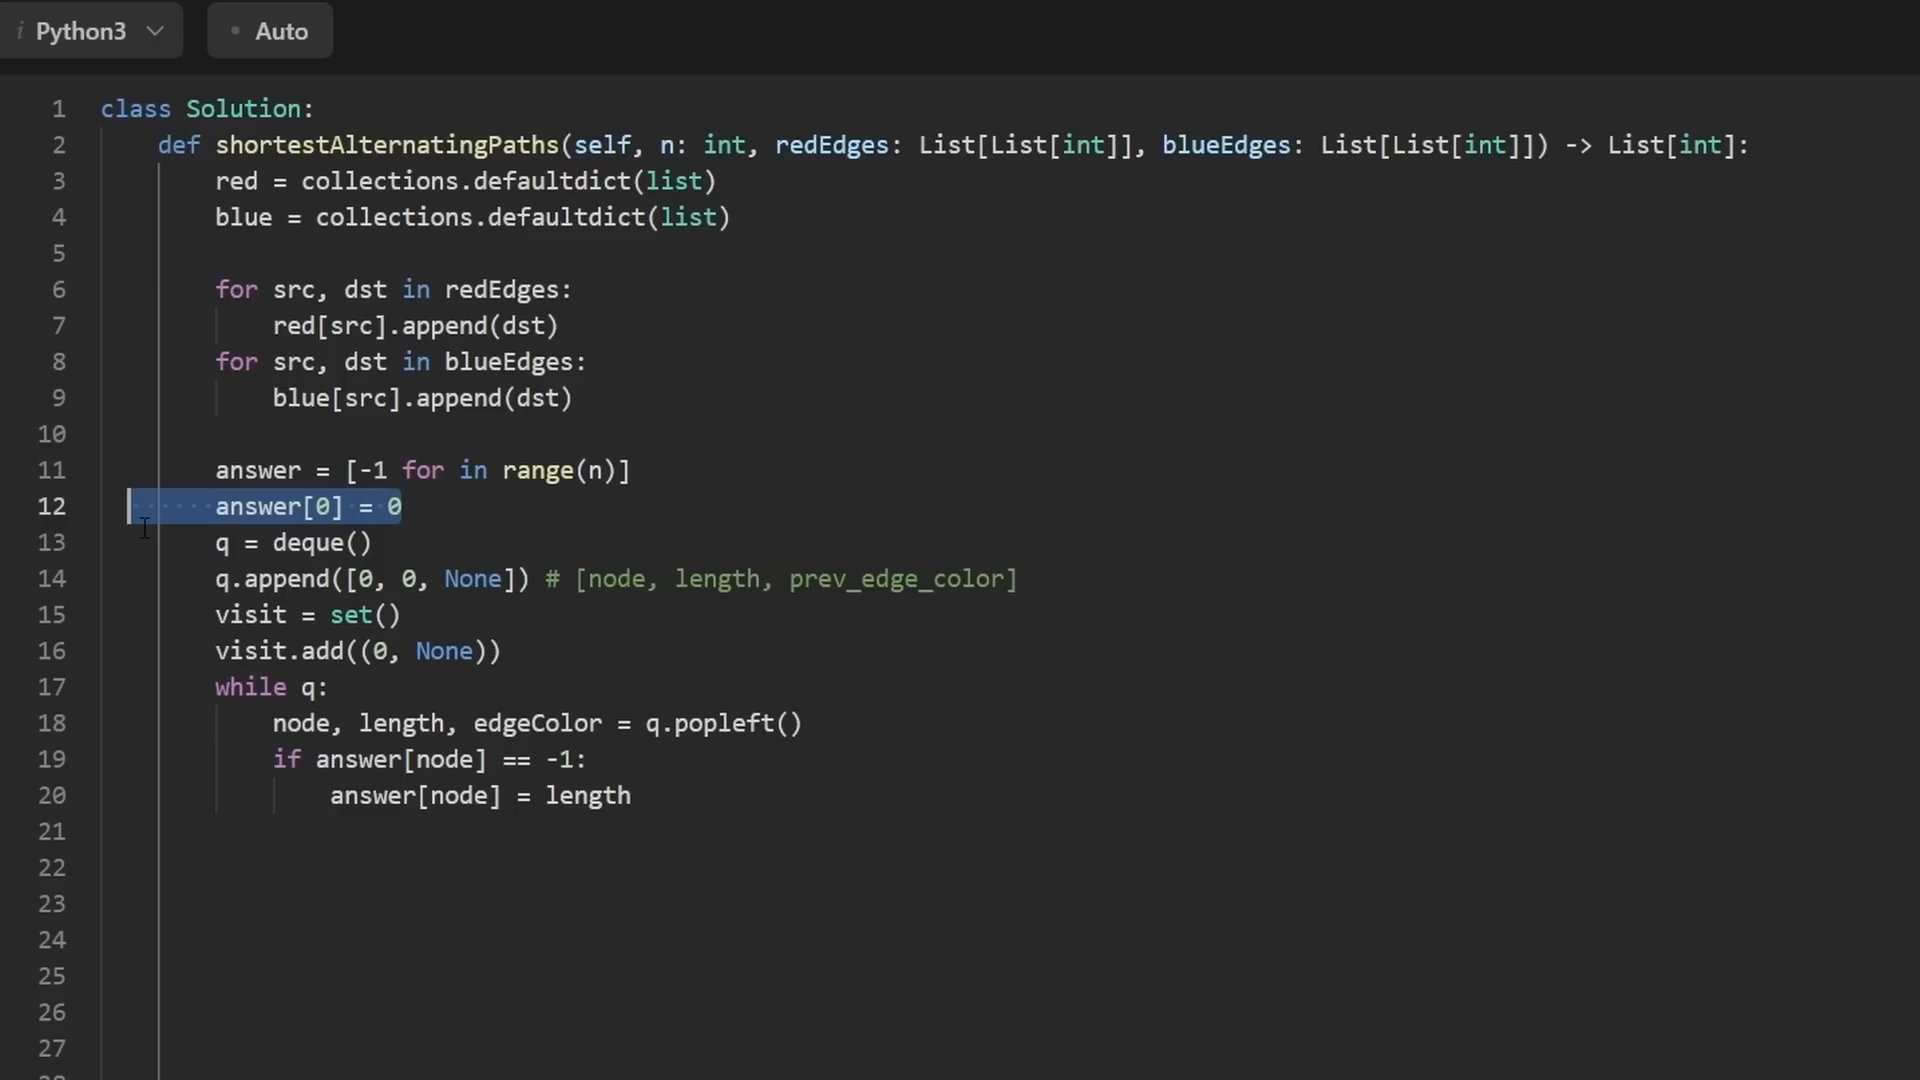 i Python3 Auto
1 class Solution:
2 def shortestAlternatingPaths(self, n: int, redEdges: List[List[int]], blueEdges: List[List[int]]) -> List[int]:
3 red = collections.defaultdict(list)
4 blue = collections.defaultdict(list)
5
6 for src, dst in redEdges:
7 red[src].append(dst)
8 for src, dst in blueEdges:
9 blue[src].append(dst)
10
11 answer = [-1 for in range(n)]
12 answer[0] = 0
13 q = deque()
14 q.append([0, 0, None]) # [node, length, prev_edge_color]
15 visit = set()
16 visit.add((0, None))
17 while q:
18 node, length, edgeColor = q.popleft()
19 if answer[node] == -1:
20 answer[node] = length
21
22
23
24
25
26
27